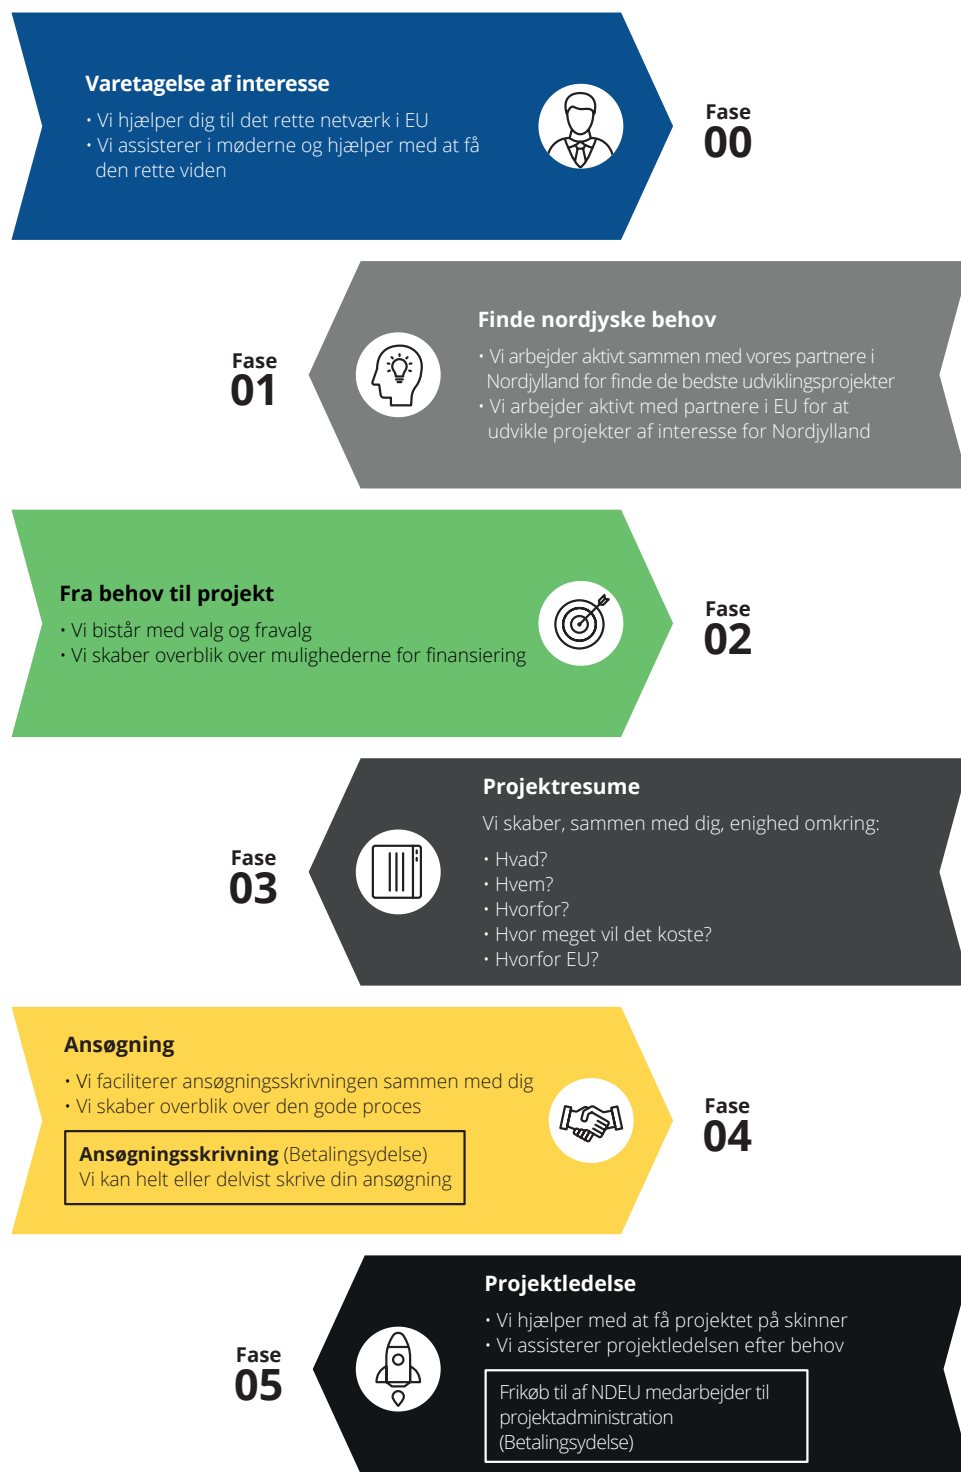 Varetagelse af interesse
• Vi hjælper dig til det rette netværk i EU
• Vi assisterer i møderne og hjælper med at få
den rette viden
Fase
00
Fase
01
Finde nordjyske behov
• Vi arbejder aktivt sammen med vores partnere i
Nordjylland for finde de bedste udviklingsprojekter
• Vi arbejder aktivt med partnere i EU for at
udvikle projekter af interesse for Nordjylland
Fra behov til projekt
• Vi bistår med valg og fravalg
• Vi skaber overblik over mulighederne for finansiering
Fase
02
Fase
03
Projektresume
Vi skaber, sammen med dig, enighed omkring:
• Hvad?
• Hvem?
• Hvorfor?
• Hvor meget vil det koste?
• Hvorfor EU?
Ansøgning
• Vi faciliterer ansøgningsskrivningen sammen med dig
• Vi skaber overblik over den gode proces
Ansøgningsskrivning (Betalingsydelse)
Vi kan helt eller delvist skrive din ansøgning
Fase
04
Fase
05
Projektledelse
• Vi hjælper med at få projektet på skinner
• Vi assisterer projektledelsen efter behov
Frikøb til af NDEU medarbejder til
projektadministration
(Betalingsydelse)